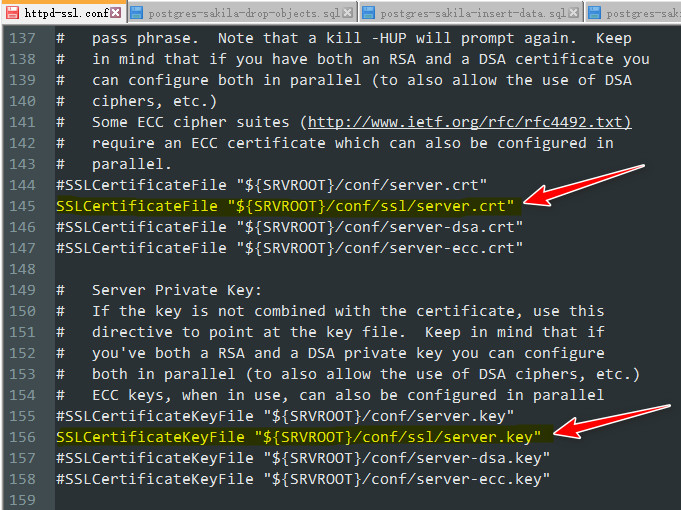 httpd-ssl.conf postgres-sakila-drop-objects.sql postgres-sakila-insert-data.sql postgres-saki
137 #   pass phrase.  Note that a kill -HUP will prompt again.  Keep
138 #   in mind that if you have both an RSA and a DSA certificate you
139 #   can configure both in parallel (to also allow the use of DSA
140 #   ciphers, etc.)
141 #   Some ECC cipher suites (http://www.ietf.org/rfc/rfc4492.txt)
142 #   require an ECC certificate which can also be configured in
143 #   parallel.
144 #SSLCertificateFile "${SRVROOT}/conf/server.crt"
145 SSLCertificateFile "${SRVROOT}/conf/ssl/server.crt"
146 #SSLCertificateFile "${SRVROOT}/conf/server-dsa.crt"
147 #SSLCertificateFile "${SRVROOT}/conf/server-ecc.crt"
148
149 #   Server Private Key:
150 #   If the key is not combined with the certificate, use this
151 #   directive to point at the key file.  Keep in mind that if
152 #   you've both a RSA and a DSA private key you can configure
153 #   both in parallel (to also allow the use of DSA ciphers, etc.)
154 #   ECC keys, when in use, can also be configured in parallel
155 #SSLCertificateKeyFile "${SRVROOT}/conf/server.key"
156 SSLCertificateKeyFile "${SRVROOT}/conf/ssl/server.key"
157 #SSLCertificateKeyFile "${SRVROOT}/conf/server-dsa.key"
158 #SSLCertificateKeyFile "${SRVROOT}/conf/server-ecc.key"
159